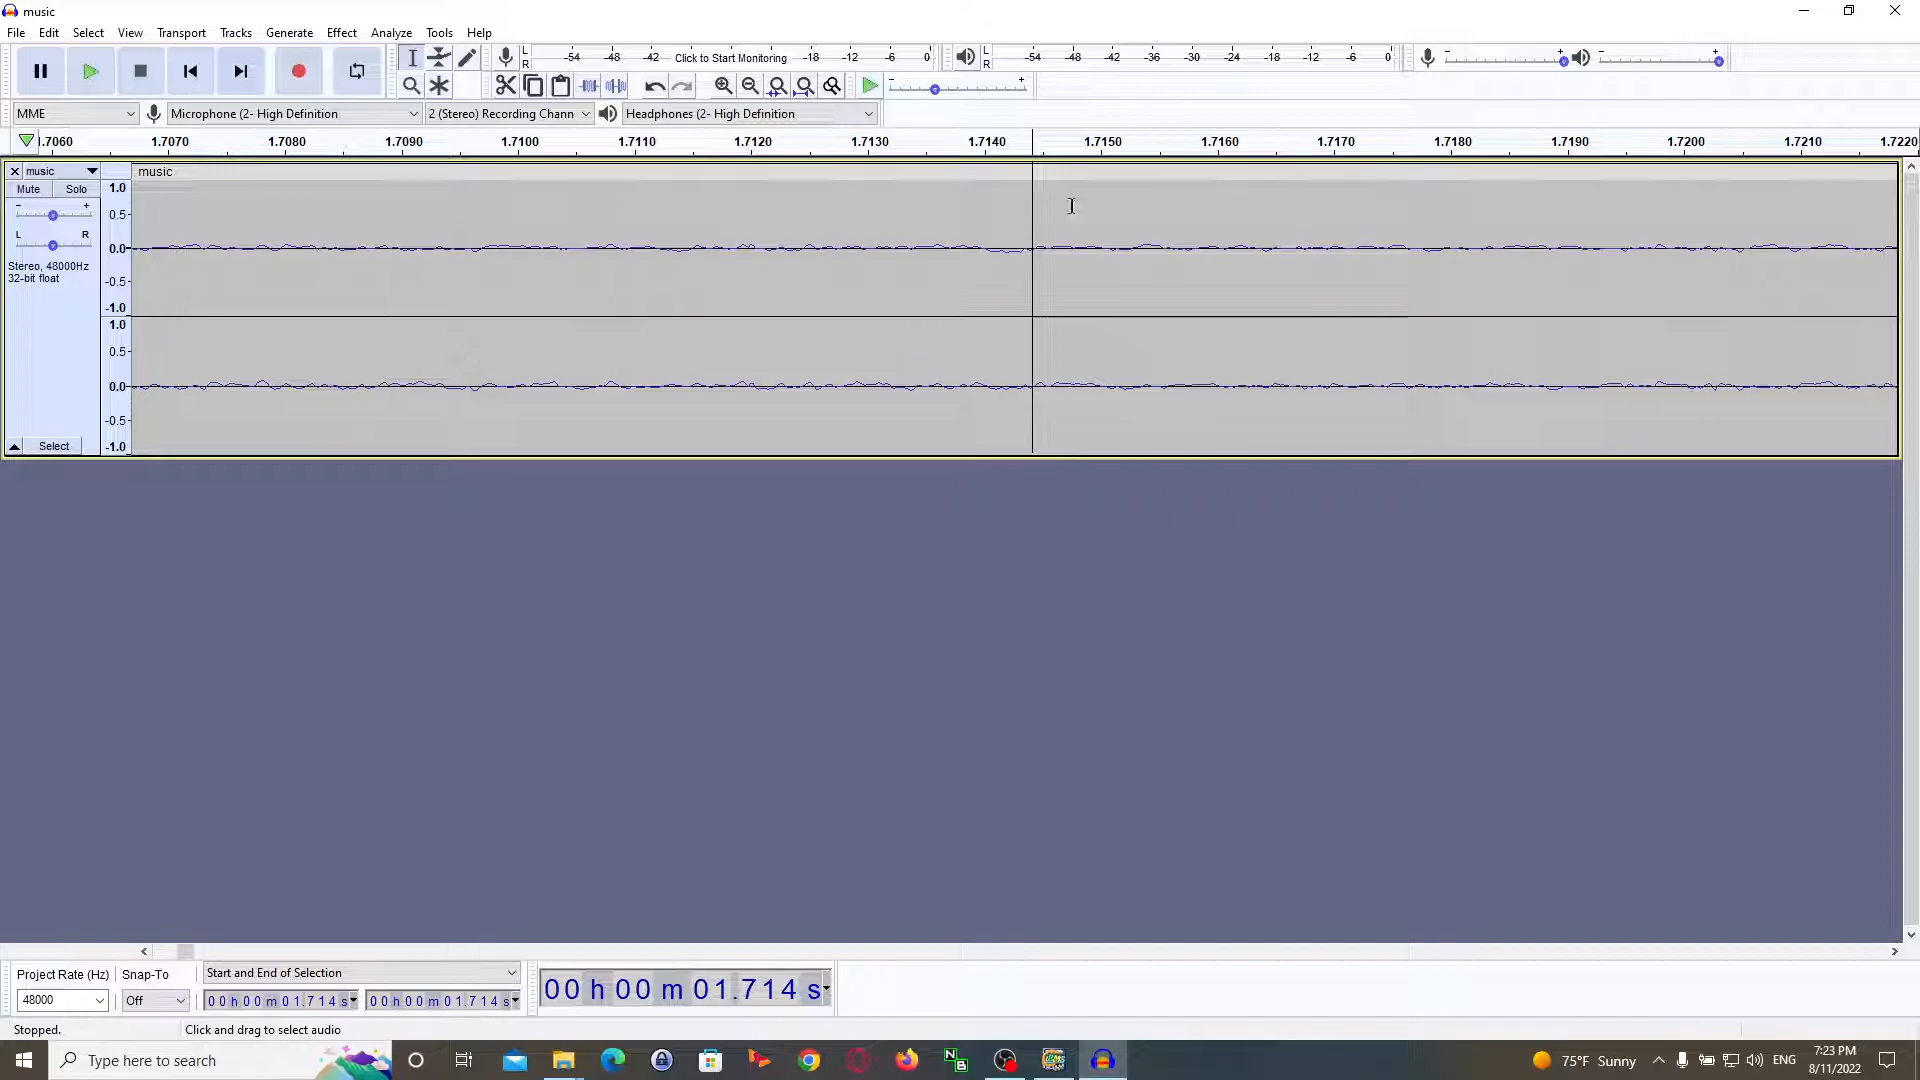 music
File Edit Select View Transport Tracks Generate Effect Analyze Tools Help
L R -54 -48 -42 Click to Start Monitoring -18 -12 -6 0 L R -54 -48 -42 -36 -30 -24 -18 -12 -6 0 - + - +
- +
MME Microphone (2- High Definition 2 (Stereo) Recording Chann Headphones (2- High Definition
1.7060 1.7070 1.7080 1.7090 1.7100 1.7110 1.7120 1.7130 1.7140 1.7150 1.7160 1.7170 1.7180 1.7190 1.7200 1.7210 1.7220
music music
Mute Solo 1.0
- + 0.5
L R 0.0
Stereo, 48000Hz
32-bit float -0.5
-1.0
1.0
0.5
0.0
-0.5
Select -1.0
Project Rate (Hz) Snap-To Start and End of Selection
48000 Off 00 h 00 m 01.714 s 00 h 00 m 01.714 s 00 h 00 m 01.714 s
Stopped. Click and drag to select audio
Type here to search 75°F Sunny ENG 7:23 PM
8/11/2022